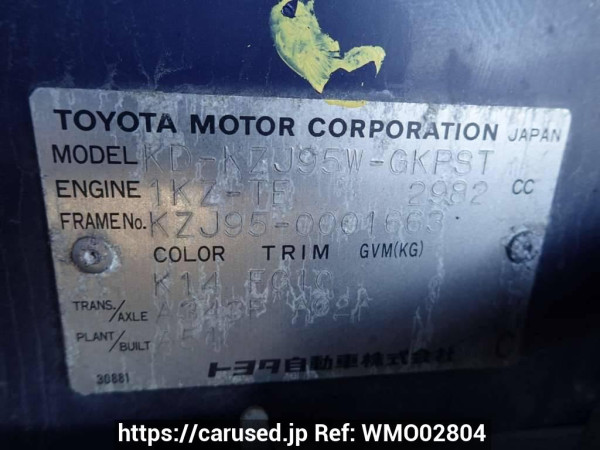 TOYOTA MOTOR CORPORATION JAPAN
MODEL KD-KZJ95W-GKPST
ENGINE 1KZ-TE 2982 CC
FRAME No. KZJ95-0001663
COLOR TRIM GVM(KG)
K14
TRANS./AXLE A343F
PLANT/BUILT
トヨタ自動車株式会社
30881
https://carused.jp Ref: WMO02804